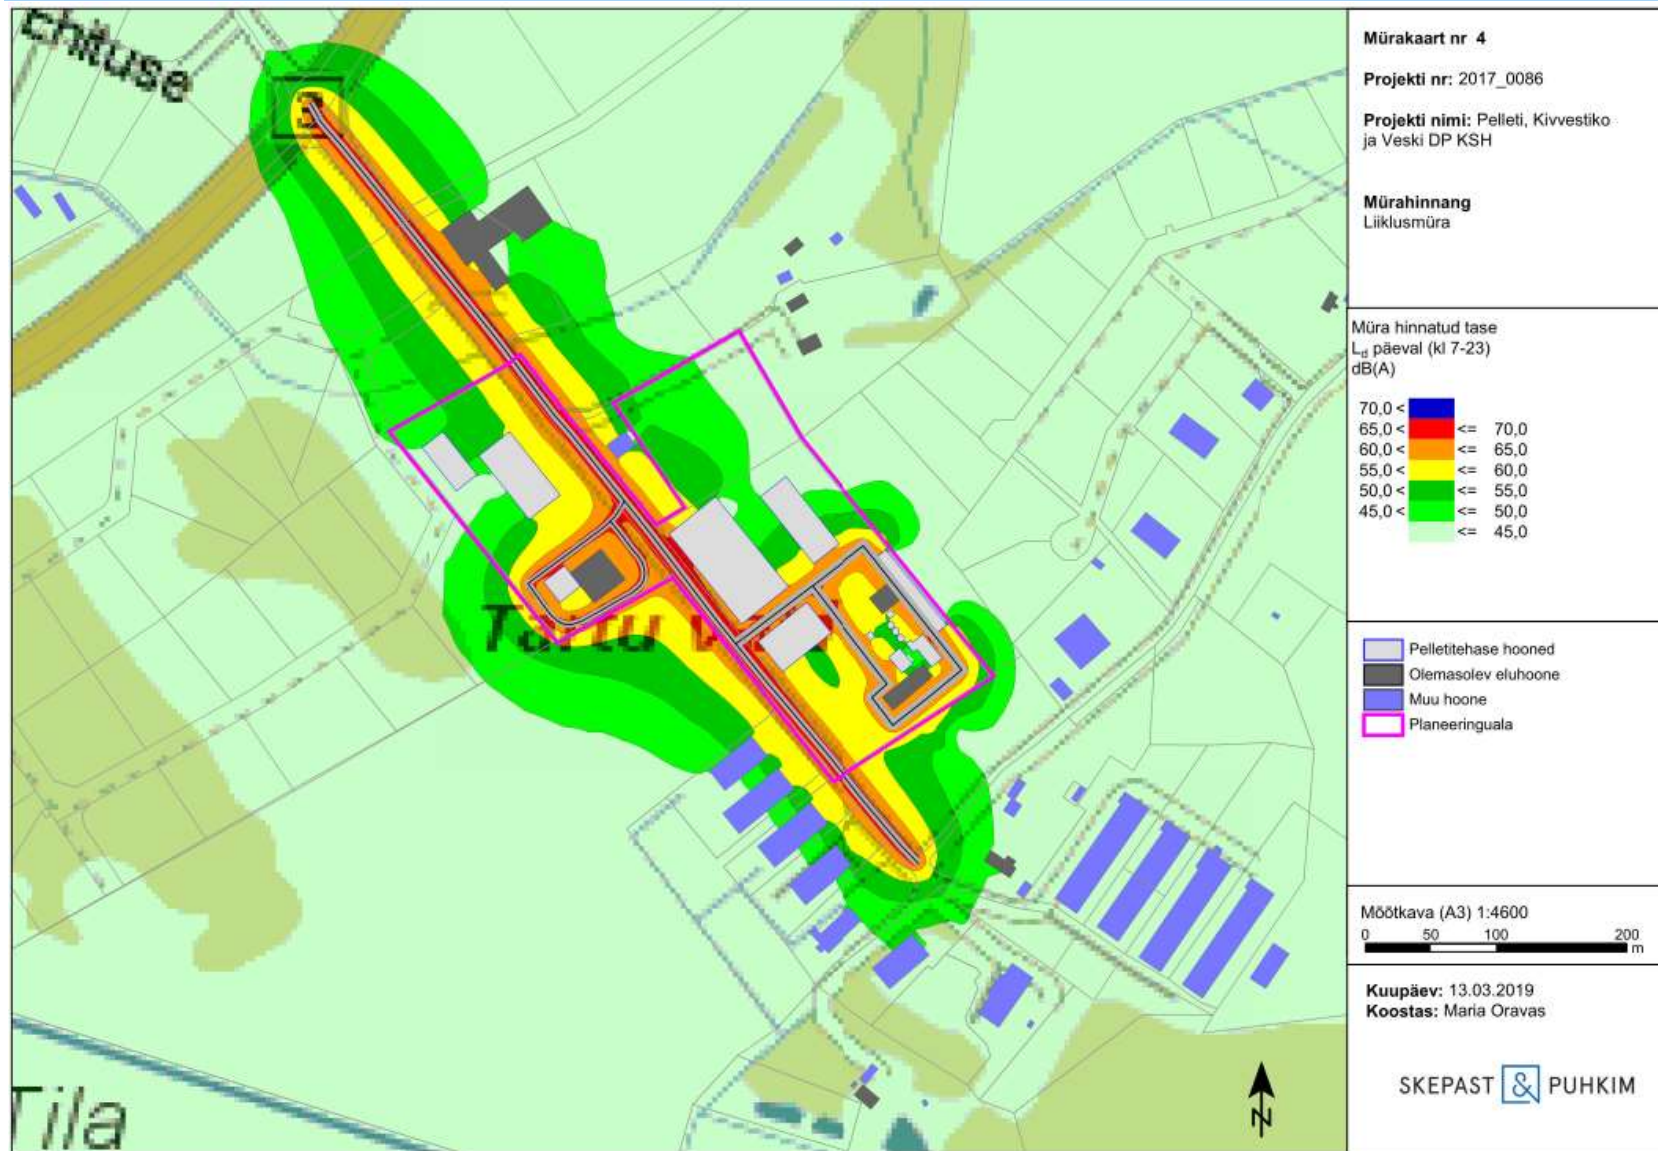 chituse
3
Tartu
Tila
N
Mürakaart nr 4
Projekti nr: 2017_0086
Projekti nimi: Pelleti, Kivvestiko
ja Veski DP KSH
Mürahinnang
Liiklusmüra
Müra hinnatud tase
Ld päeval (kl 7-23)
dB(A)
70,0 <
65,0 < <= 70,0
60,0 < <= 65,0
55,0 < <= 60,0
50,0 < <= 55,0
45,0 < <= 50,0
<= 45,0
Pelletitehase hooned
Olemasolev eluhoone
Muu hoone
Planeeringuala
Möötkava (A3) 1:4600
0 50 100 200
m
Kuupäev: 13.03.2019
Koostas: Maria Oravas
SKEPAST & PUHKIM